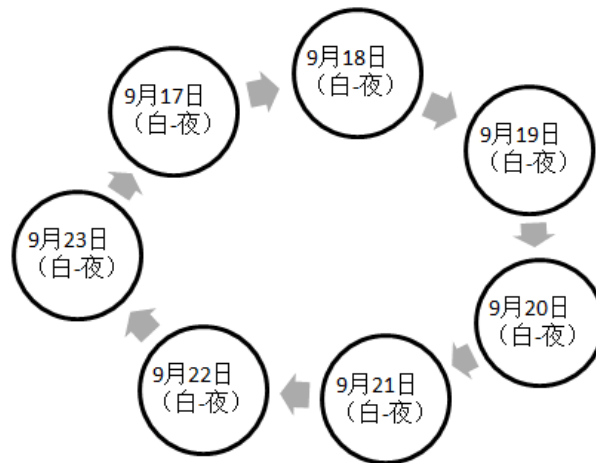 9月17日
（白-夜）
9月18日
（白-夜）
9月19日
（白-夜）
9月20日
（白-夜）
9月21日
（白-夜）
9月22日
（白-夜）
9月23日
（白-夜）